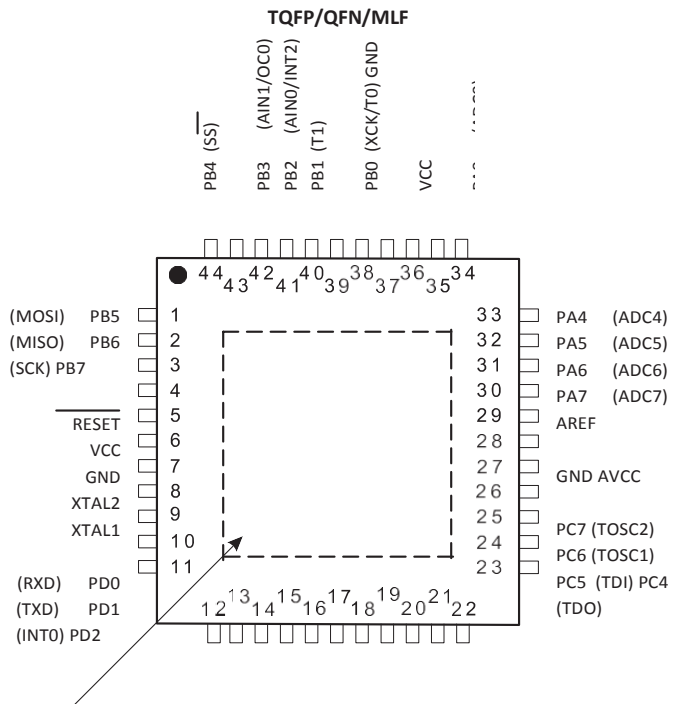 TQFP/QFN/MLF
PB4 (SS)
PB3 (AIN1/OC0)
PB2 (AIN0/INT2)
PB1 (T1)
PB0 (XCK/T0) GND
VCC
44 43 42 41 40 39 38 37 36 35 34
(MOSI) PB5 1
(MISO) PB6 2
(SCK) PB7 3
4
RESET 5
VCC 6
GND 7
XTAL2 8
XTAL1 9
10
11
(RXD) PD0
(TXD) PD1
(INT0) PD2
33 PA4 (ADC4)
32 PA5 (ADC5)
31 PA6 (ADC6)
30 PA7 (ADC7)
29 AREF
28
27 GND AVCC
26
25
24 PC7 (TOSC2)
23 PC6 (TOSC1)
PC5 (TDI) PC4
(TDO)
12 13 14 15 16 17 18 19 20 21 22